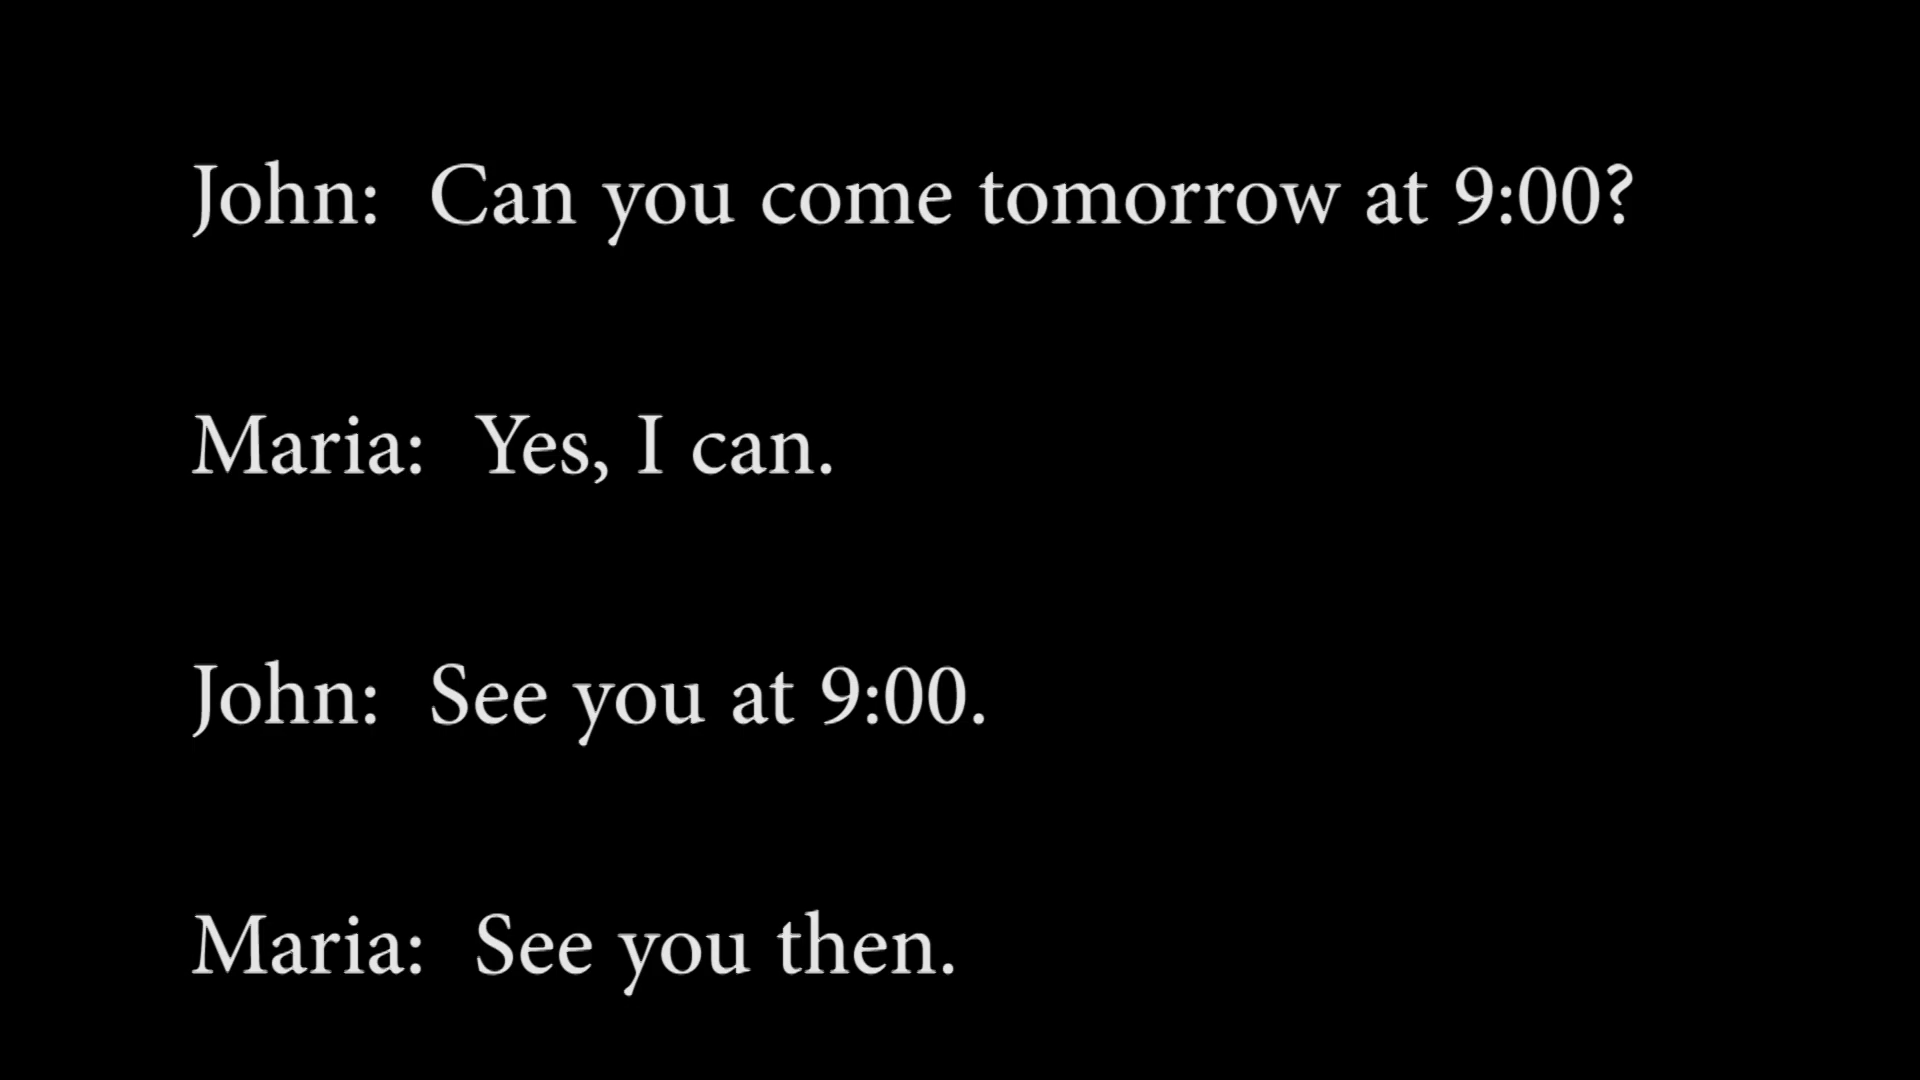 John: Can you come tomorrow at 9:00?
Maria: Yes, I can.
John: See you at 9:00.
Maria: See you then.